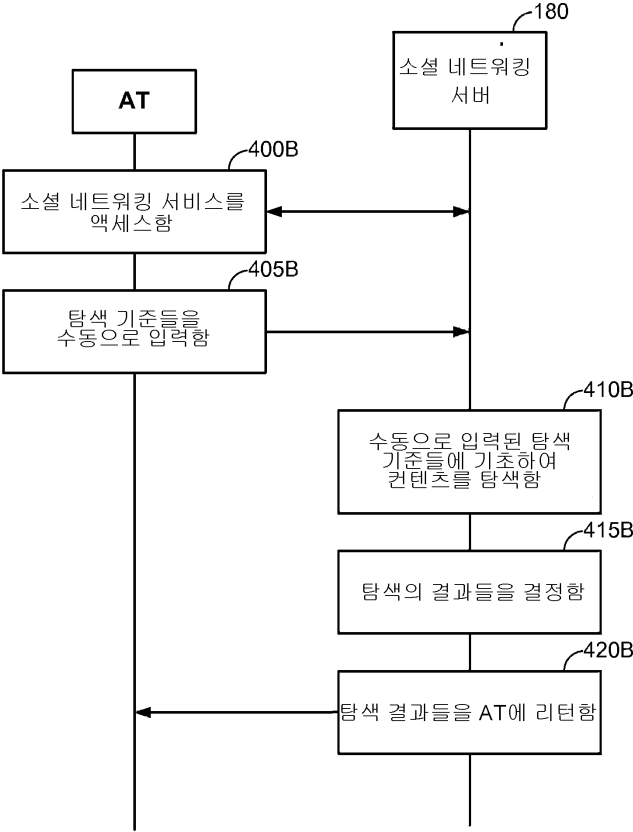 180
소셜 네트워킹
서버
AT
400B
소셜 네트워킹 서비스를
액세스함
405B
탐색 기준들을
수동으로 입력함
410B
수동으로 입력된 탐색
기준들에 기초하여
컨텐츠를 탐색함
415B
탐색의 결과들을 결정함
420B
탐색 결과들을 AT에 리턴함